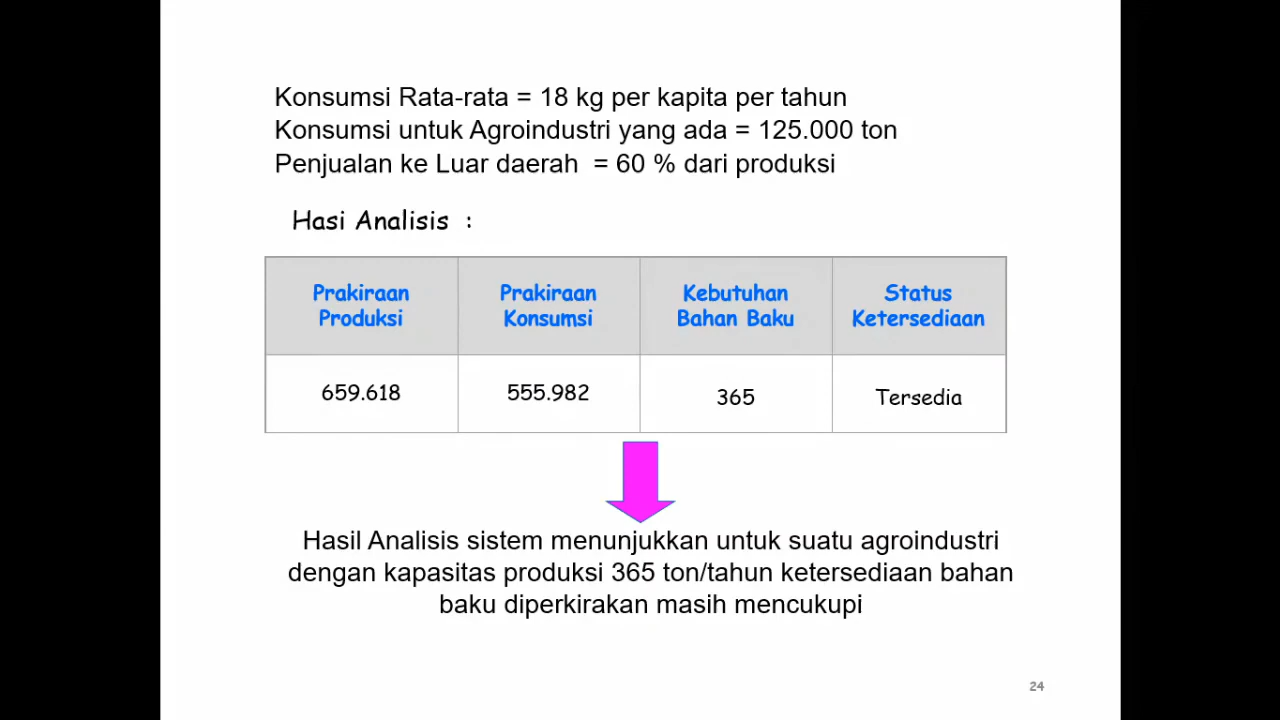 Konsumsi Rata-rata = 18 kg per kapita per tahun
Konsumsi untuk Agroindustri yang ada = 125.000 ton
Penjualan ke Luar daerah = 60 % dari produksi
Hasi Analisis :
Prakiraan Produksi
Prakiraan Konsumsi
Kebutuhan Bahan Baku
Status Ketersediaan
659.618
555.982
365
Tersedia
Hasil Analisis sistem menunjukkan untuk suatu agroindustri
dengan kapasitas produksi 365 ton/tahun ketersediaan bahan
baku diperkirakan masih mencukupi
24